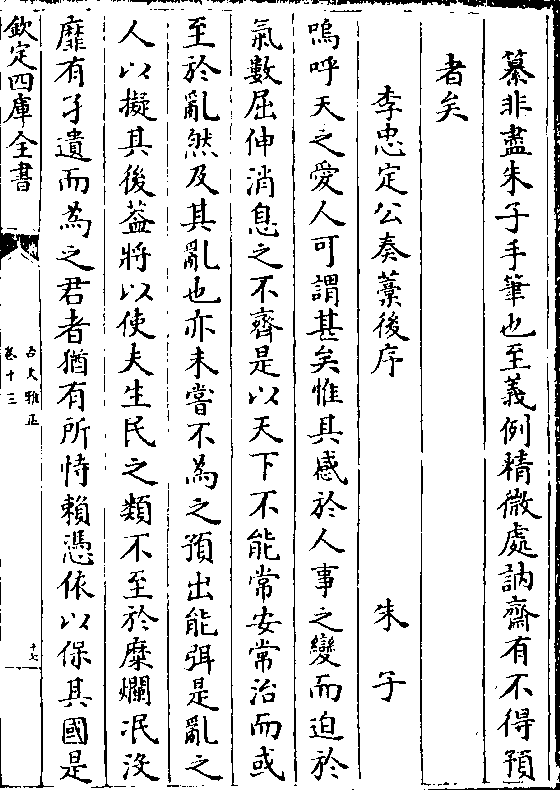 纂非盡朱子手筆也至義例精微處訥齋有不得預
者矣
李忠定公奏藁後序　朱子
嗚呼天之愛人可謂甚矣惟其感於人事之變而迫於
氣數屈伸消息之不齊是以天下不能常安常治而或
至於亂然及其亂也亦未嘗不為之預出能弭是亂之
人以擬其後葢將以使夫生民之類不至於糜爛泯沒
靡有孑遺而為之君者猶有所恃賴憑依以保其國是
欽定四庫全書
古文雅正
卷十三
十七